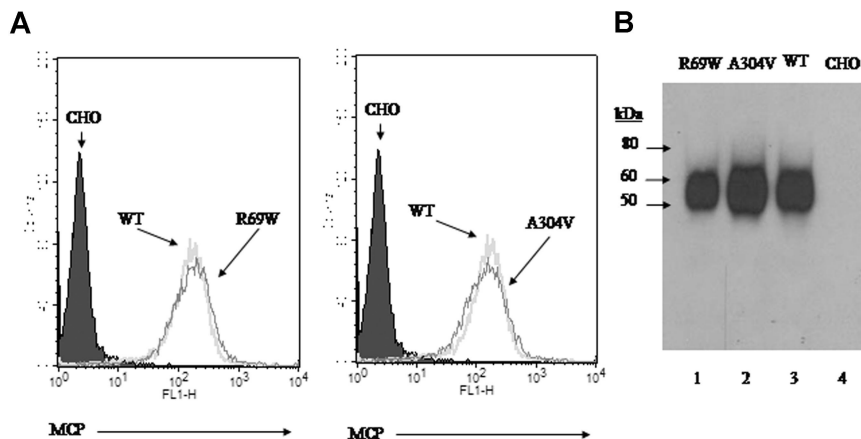 A
CHO
WT
R69W
10⁰ 10¹ 10² 10³ 10⁴
FL1-H
MCP
CHO
WT
A304V
10⁰ 10¹ 10² 10³ 10⁴
FL1-H
MCP
B
R69W A304V WT CHO
kDa
80
60
50
1 2 3 4